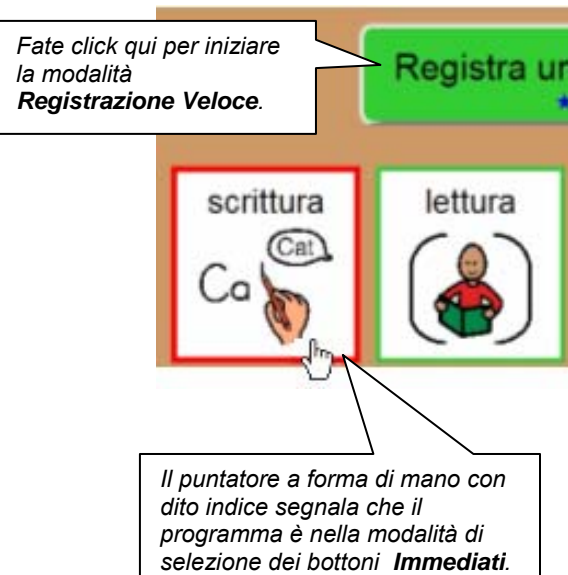 Fate click qui per iniziare
la modalità
Registrazione Veloce.
Registra
scrittura
lettura
Cat
Ca
Il puntatore a forma di mano con
dito indice segnala che il
programma è nella modalità di
selezione dei bottoni Immediati.